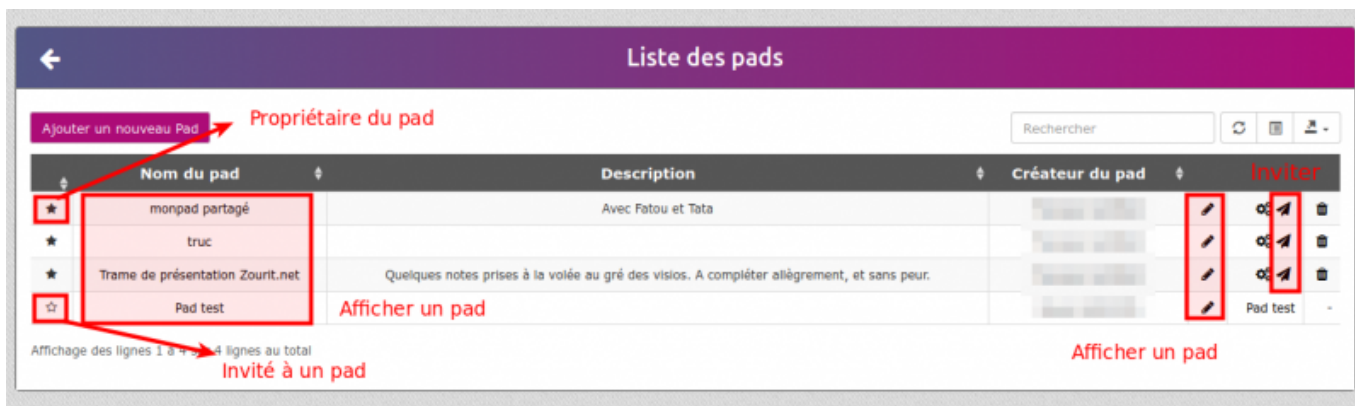 Liste des pads
Ajouter un nouveau Pad
Propriétaire du pad
Rechercher
Nom du pad Description Créateur du pad Inviter
monpad partagé Avec Fatou et Tata
truc
Trame de présentation Zourit.net Quelques notes prises à la volée au gré des visios. A compléter allègrement, et sans peur.
Pad test Afficher un pad Pad test -
Affichage des lignes 1 à 4 4 lignes au total
Afficher un pad
Invité à un pad